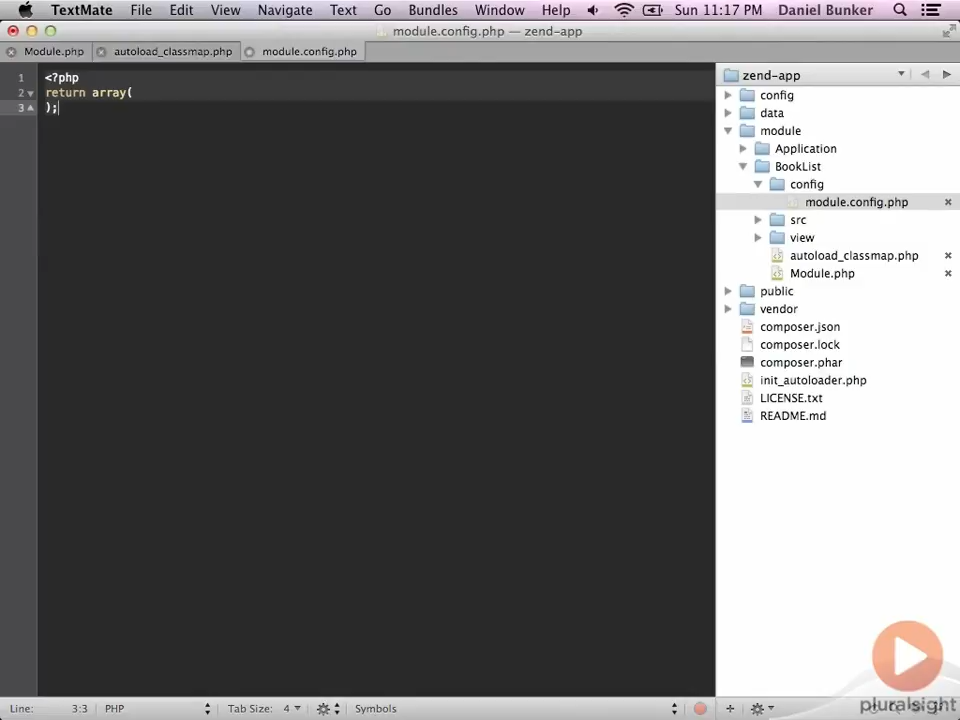 TextMate File Edit View Navigate Text Go Bundles Window Help Sun 11:17 PM Daniel Bunker
module.config.php — zend-app
Module.php autoload_classmap.php module.config.php
1 <?php
2 return array(
3 );
zend-app
config
data
module
Application
BookList
config
module.config.php
src
view
autoload_classmap.php
Module.php
public
vendor
composer.json
composer.lock
composer.phar
init_autoloader.php
LICENSE.txt
README.md
Line: 3:3 PHP Tab Size: 4 Symbols
pluralsight